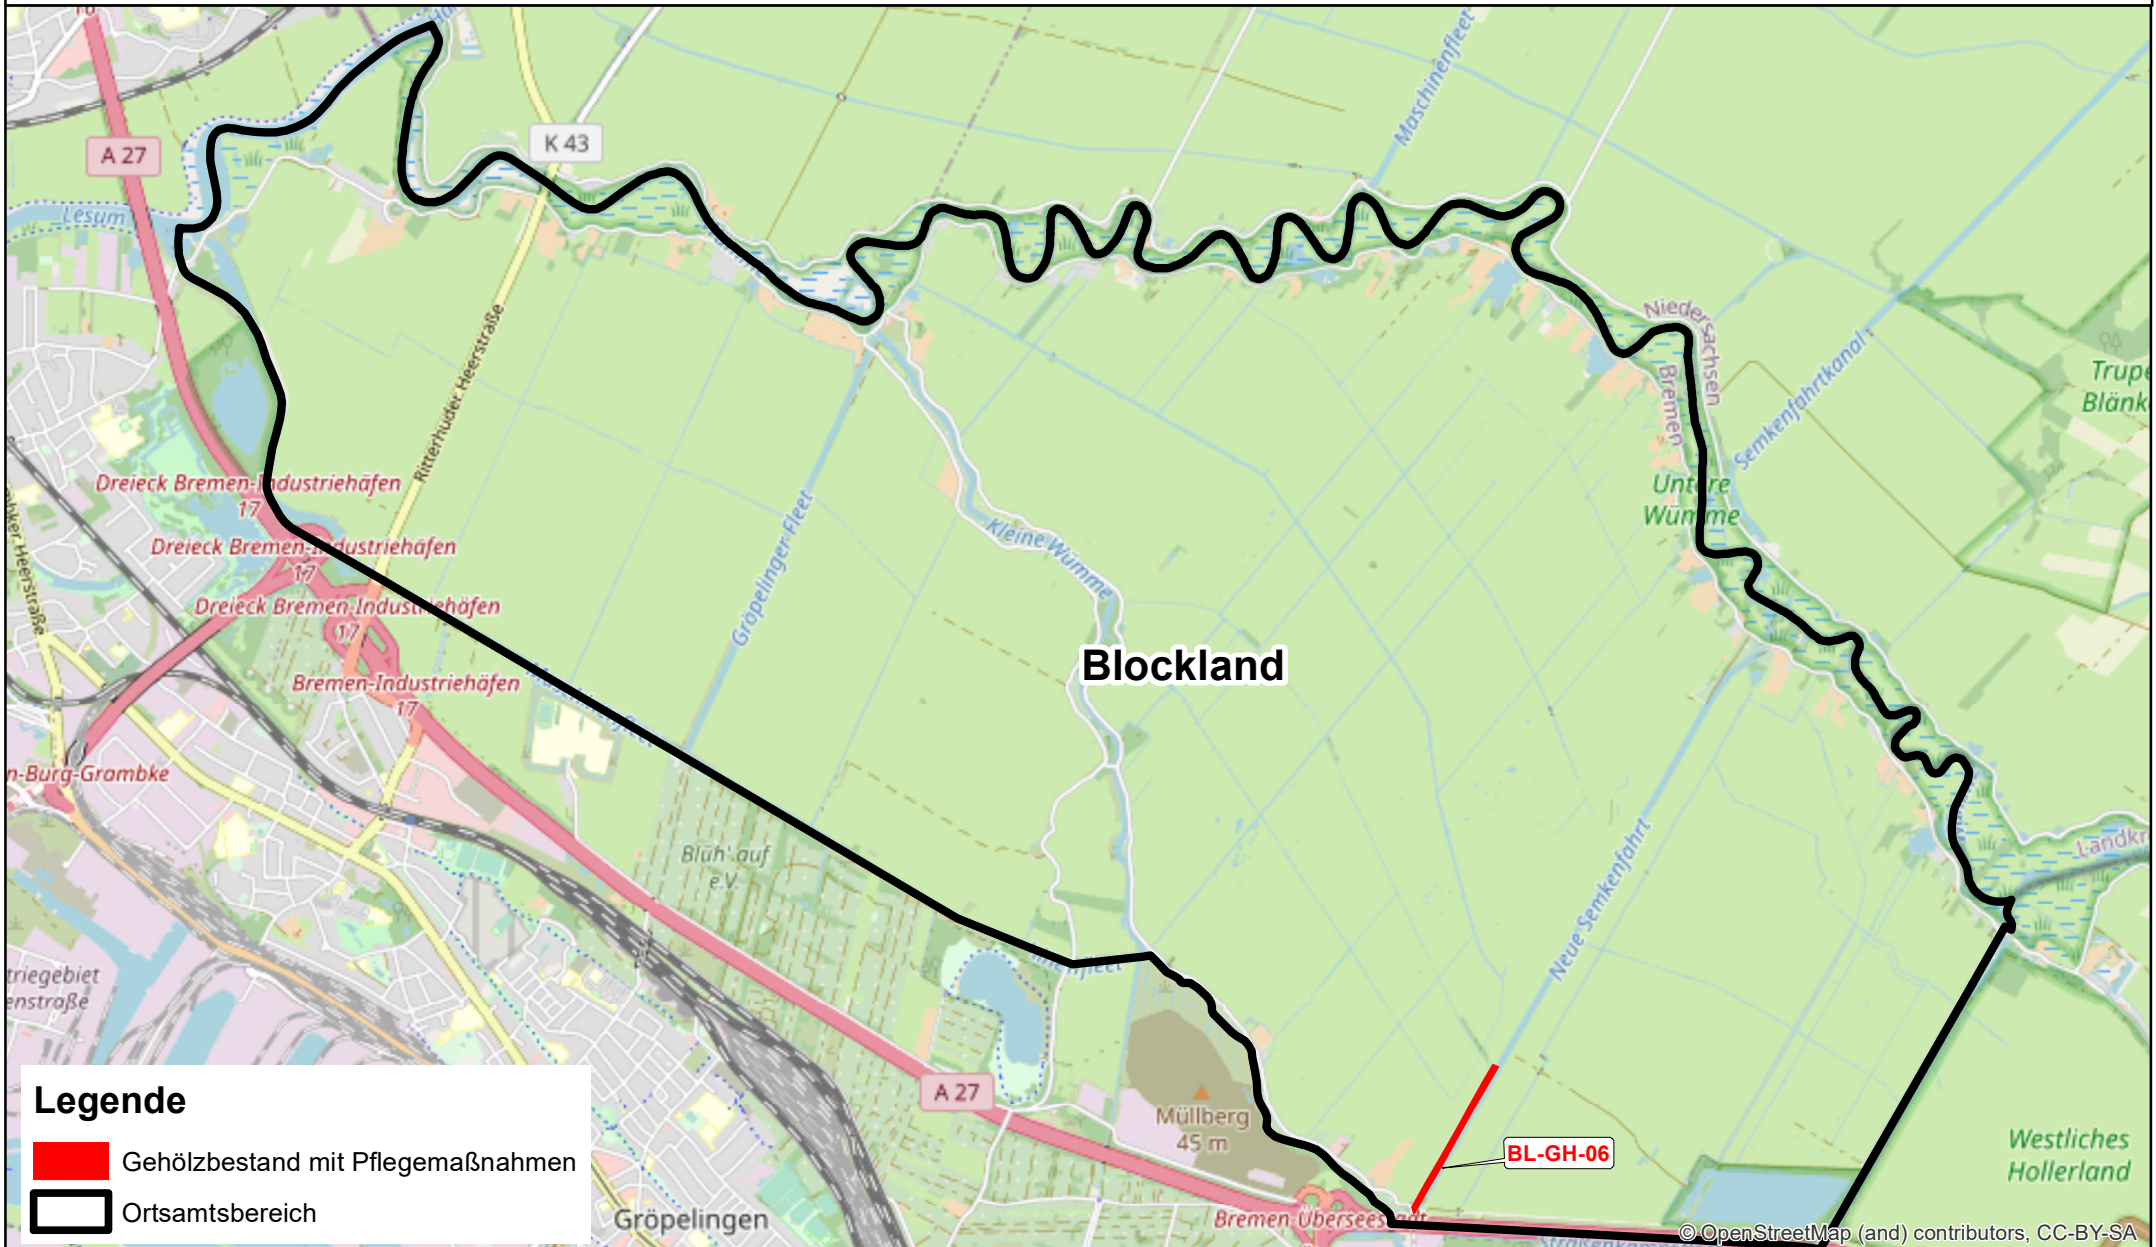 A 27
K 43
Maschinenfleet
Lesum
Niedersachsen
Bremen
Ritterhuder Heerstraße
Semkenfahrtkanal
Dreieck Bremen-Industriehäfen
17
Untere
Wümme
Dreieck Bremen-Industriehäfen
17
Gröpelinger Fleet
Kleine Wümme
Dreieck Bremen-Industriehäfen
17
Blockland
Bremen-Industriehäfen
17
n-Burg-Grambke
Blüh' auf
e.V.
Neue Semkenfahrt
Landkr
triegebiet
enstraße
A 27
Müllberg
45 m
BL-GH-06
Westliches
Hollerland
Gröpelingen
Bremen-Überseestadt
Legende
Gehölzbestand mit Pflegemaßnahmen
Ortsamtsbereich
© OpenStreetMap (and) contributors, CC-BY-SA